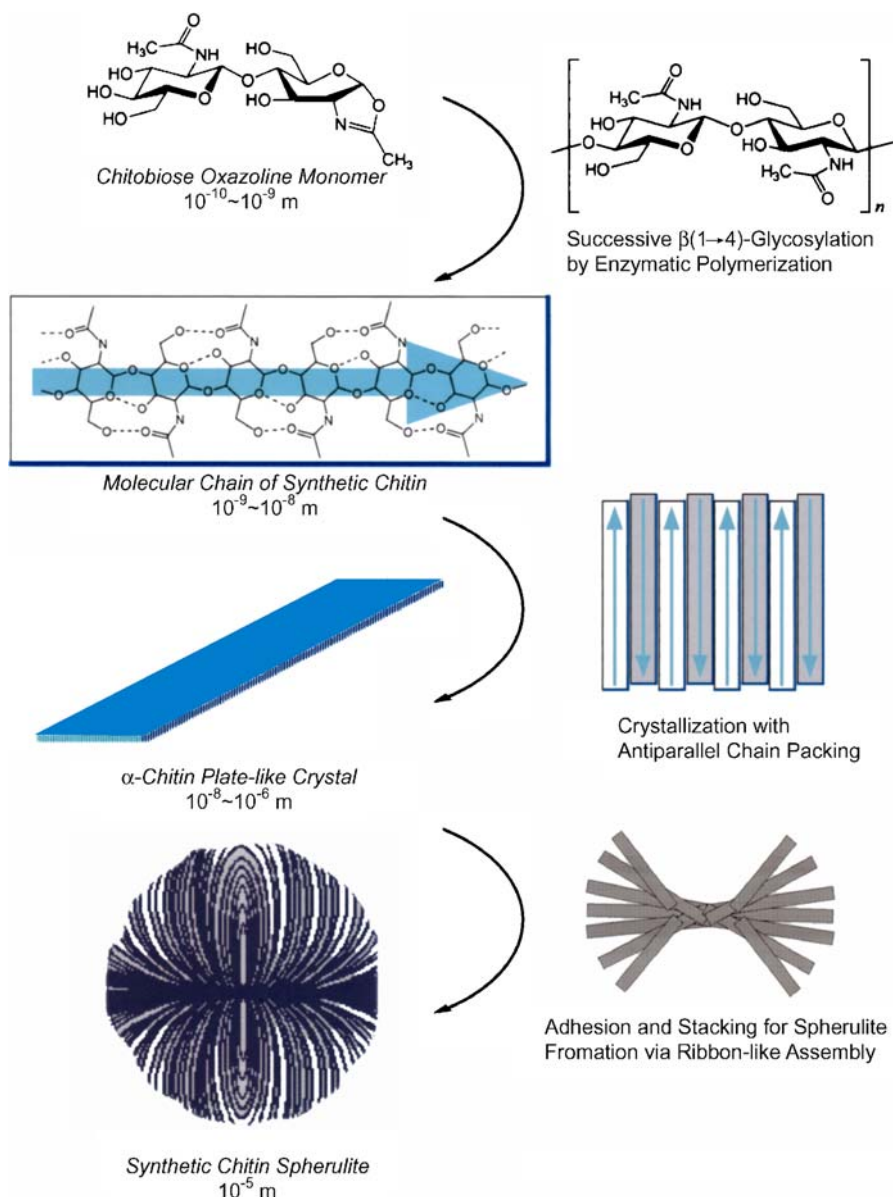 O
H₃C
NH
HO
HO
HO
O
O
HO
HO
O
O
N
CH₃
Chitobiose Oxazoline Monomer
10⁻¹⁰~10⁻⁹ m
O
H₃C
NH
HO
HO
O
O
O
HO
O
NH
H₃C
O
n
Successive β(1→4)-Glycosylation
by Enzymatic Polymerization
Molecular Chain of Synthetic Chitin
10⁻⁹~10⁻⁸ m
α-Chitin Plate-like Crystal
10⁻⁸~10⁻⁶ m
Crystallization with
Antiparallel Chain Packing
Adhesion and Stacking for Spherulite
Fromation via Ribbon-like Assembly
Synthetic Chitin Spherulite
10⁻⁵ m